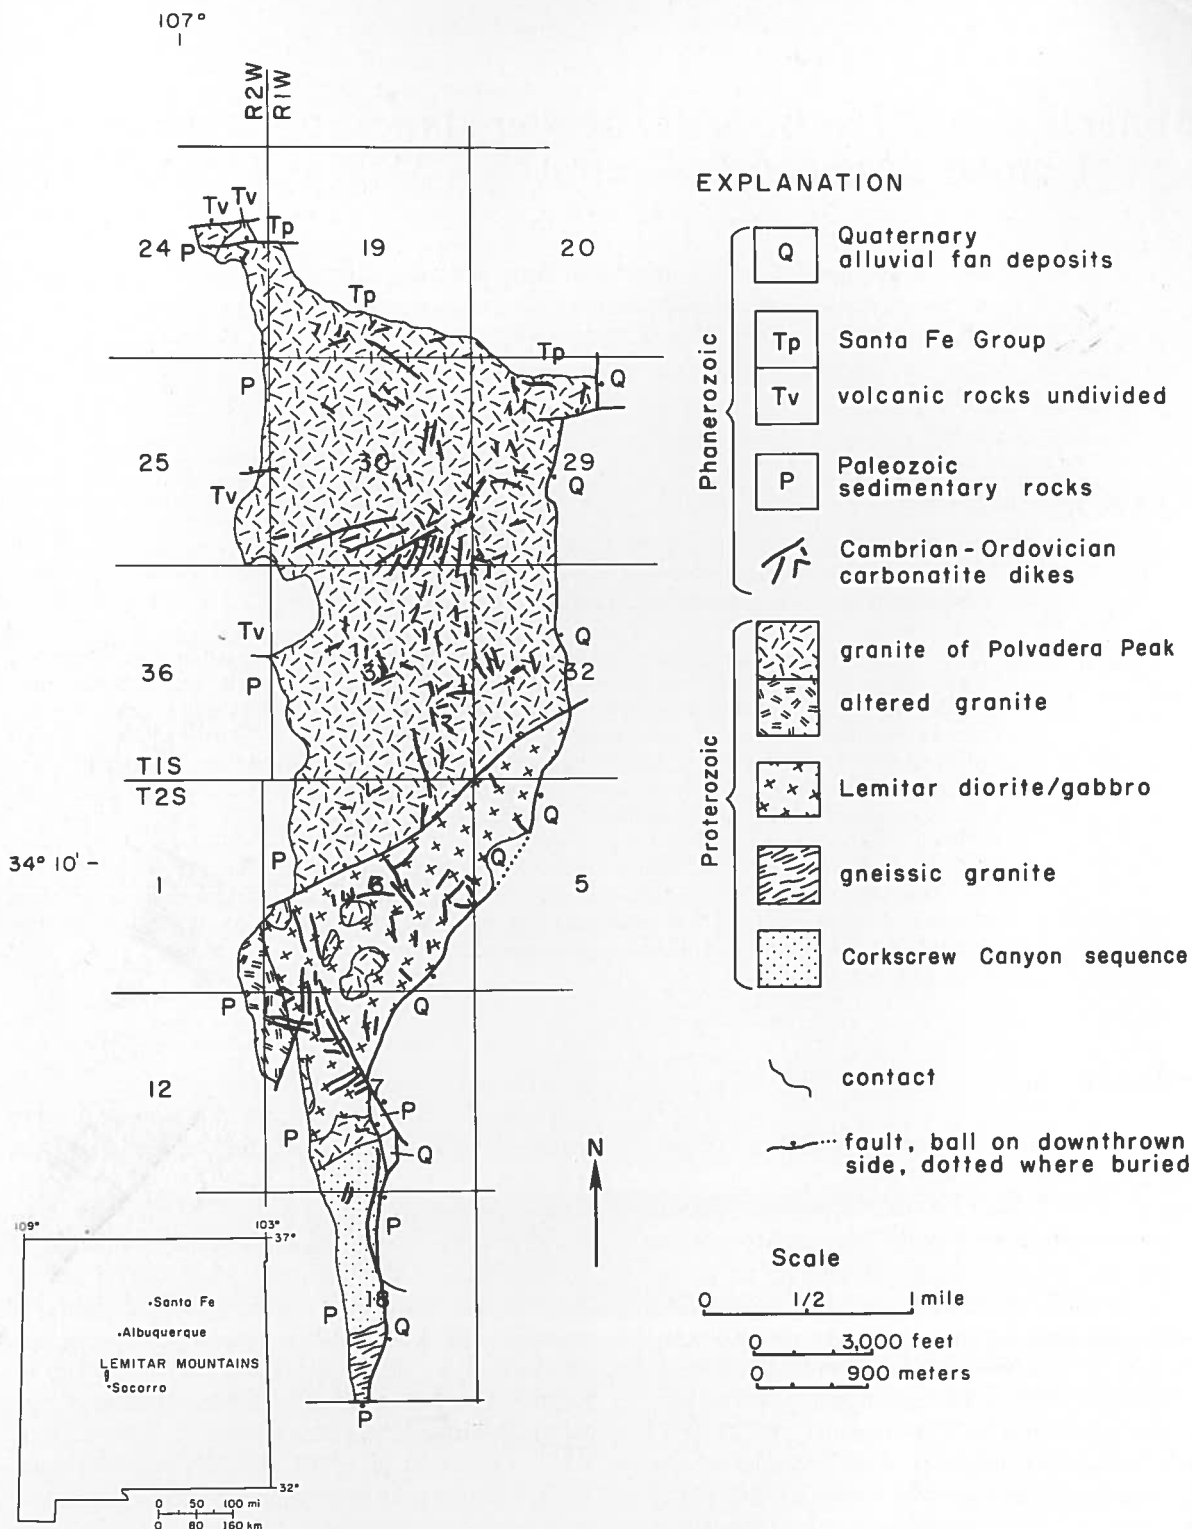 107°
R2W
R1W
EXPLANATION
Tv
Tv
Tp
24
P
19
20
Tp
Tp
Q
P
25
30
29
Q
Tv
Tv
Q
36
P
31
32
T1S
T2S
Q
34° 10' -
P
Q
1
6
5
P
Q
12
7
P
P
Q
P
P
18
Q
P
N
Phanerozoic
Q
Quaternary
alluvial fan deposits
Tp
Santa Fe Group
Tv
volcanic rocks undivided
P
Paleozoic
sedimentary rocks
Cambrian-Ordovician
carbonatite dikes
Proterozoic
granite of Polvadera Peak
altered granite
Lemitar diorite/gabbro
gneissic granite
Corkscrew Canyon sequence
contact
fault, ball on downthrown
side, dotted where buried
Scale
0 1/2 1 mile
0 3,000 feet
0 900 meters
109°
103°
37°
Santa Fe
Albuquerque
LEMITAR MOUNTAINS
Socorro
32°
0 50 100 mi
0 80 160 km